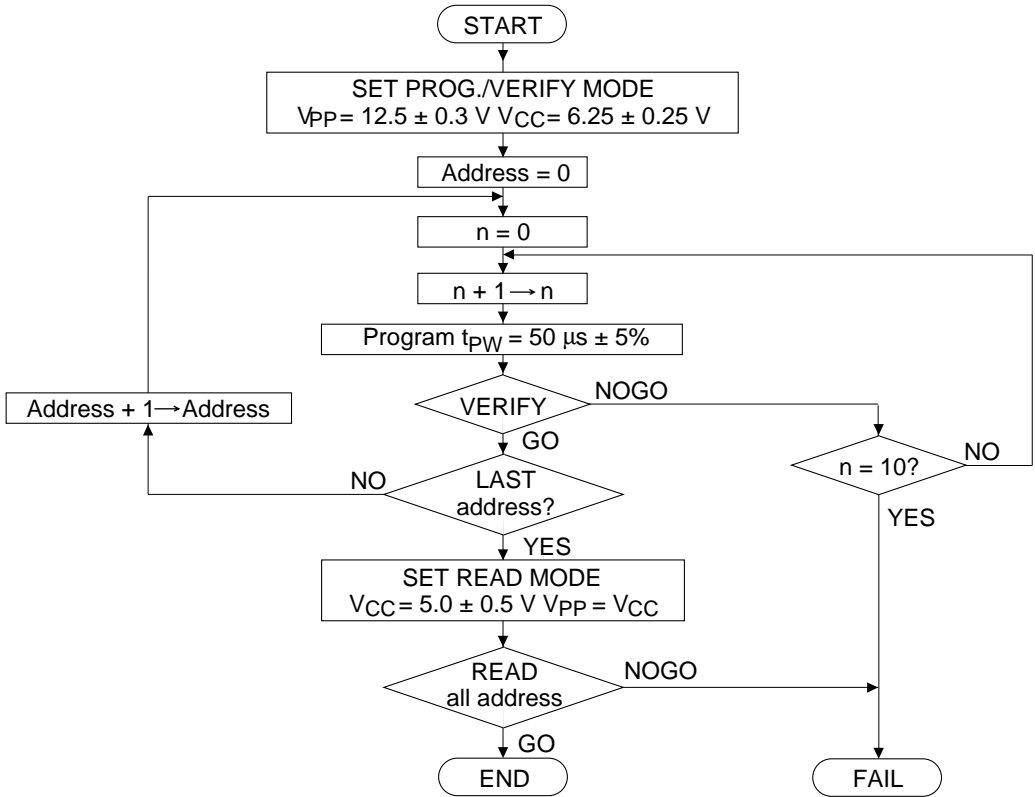 START
SET PROG./VERIFY MODE
VPP = 12.5 ± 0.3 V VCC = 6.25 ± 0.25 V
Address = 0
n = 0
n + 1 → n
Program tPW = 50 µs ± 5%
Address + 1 → Address
VERIFY
NOGO
GO
n = 10?
NO
YES
NO
LAST
address?
YES
SET READ MODE
VCC = 5.0 ± 0.5 V VPP = VCC
READ
all address
NOGO
GO
END
FAIL